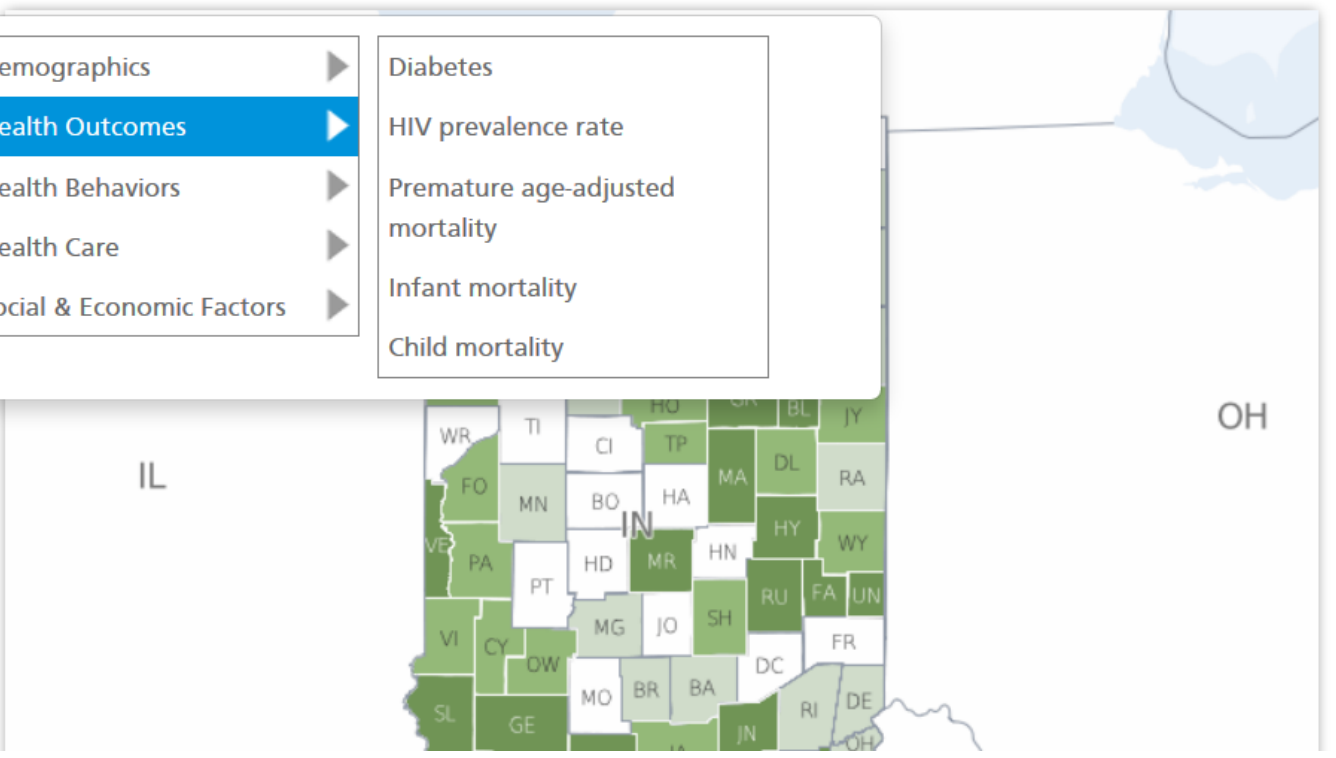 emographics
Diabetes
ealth Outcomes
HIV prevalence rate
ealth Behaviors
Premature age-adjusted
mortality
ealth Care
Infant mortality
ocial & Economic Factors
Child mortality
HO
GR
BL
JY
OH
WR
TI
CI
TP
IL
FO
MN
BO
HA
MA
DL
RA
IN
VE
PA
PT
HD
MR
HN
HY
WY
RU
FA
UN
VI
CY
OW
MG
JO
SH
DC
FR
MO
BR
BA
RI
DE
SL
GE
JN
OH